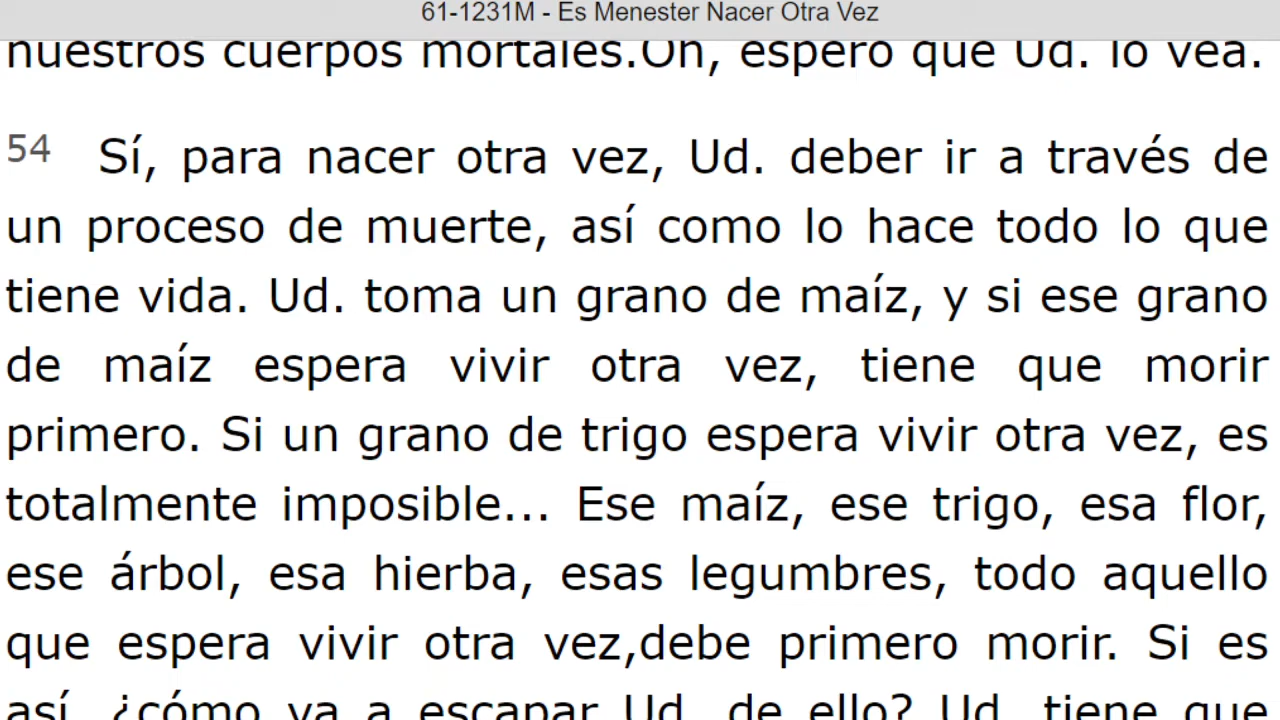 61-1231M - Es Menester Nacer Otra Vez
nuestros cuerpos mortales.Oh, espero que Ud. lo vea.
54 Sí, para nacer otra vez, Ud. deber ir a través de
un proceso de muerte, así como lo hace todo lo que
tiene vida. Ud. toma un grano de maíz, y si ese grano
de maíz espera vivir otra vez, tiene que morir
primero. Si un grano de trigo espera vivir otra vez, es
totalmente imposible... Ese maíz, ese trigo, esa flor,
ese árbol, esa hierba, esas legumbres, todo aquello
que espera vivir otra vez,debe primero morir. Si es
así, ¿cómo va a escapar Ud. de ello? Ud. tiene que